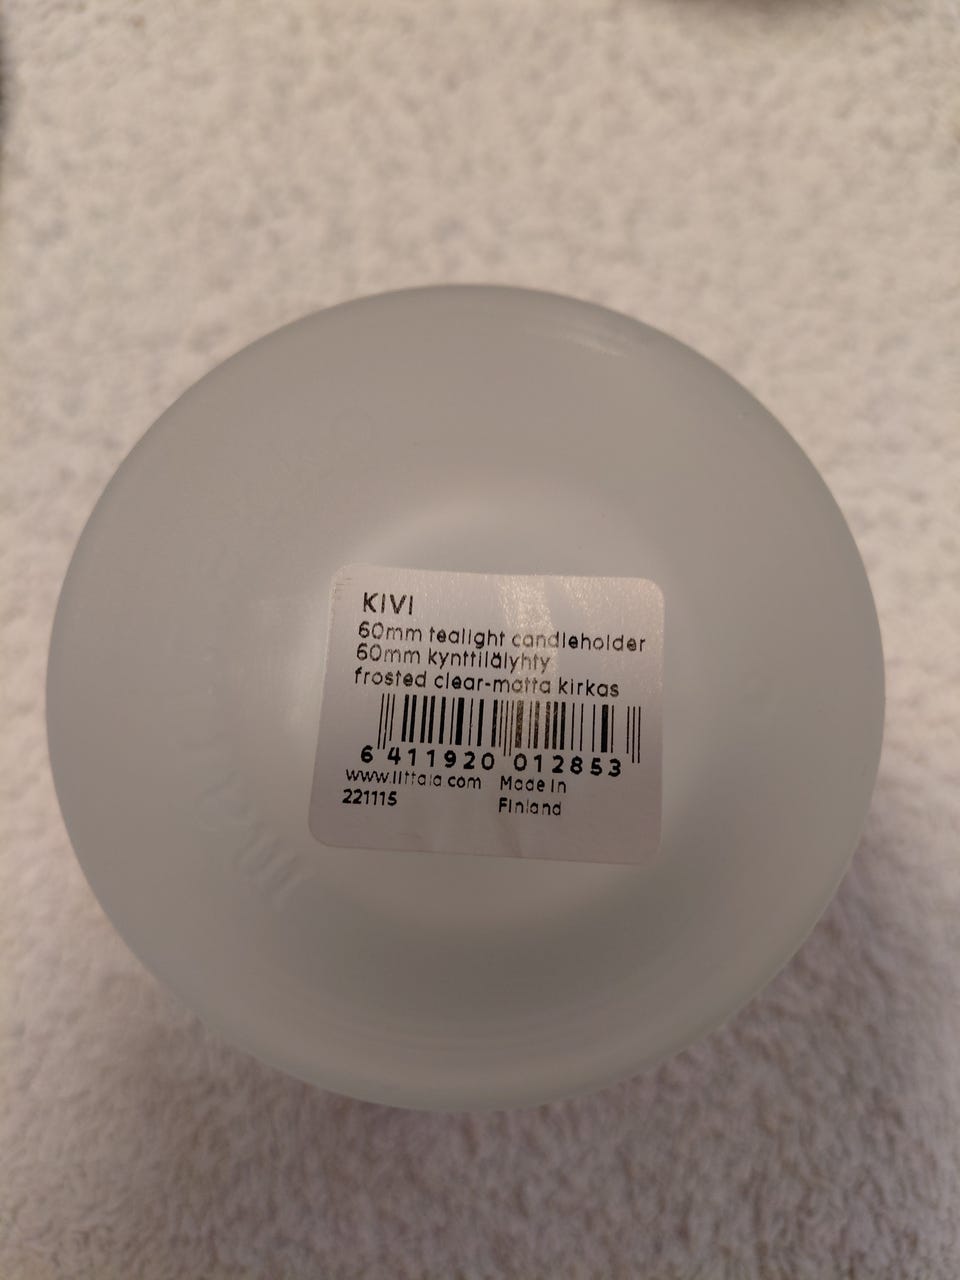 KIVI
60mm tealight candleholder
60mm kynttilälyhty
frosted clear-matta kirkas
6 411920 012853
www.iittala.com Made in
221115 Finland